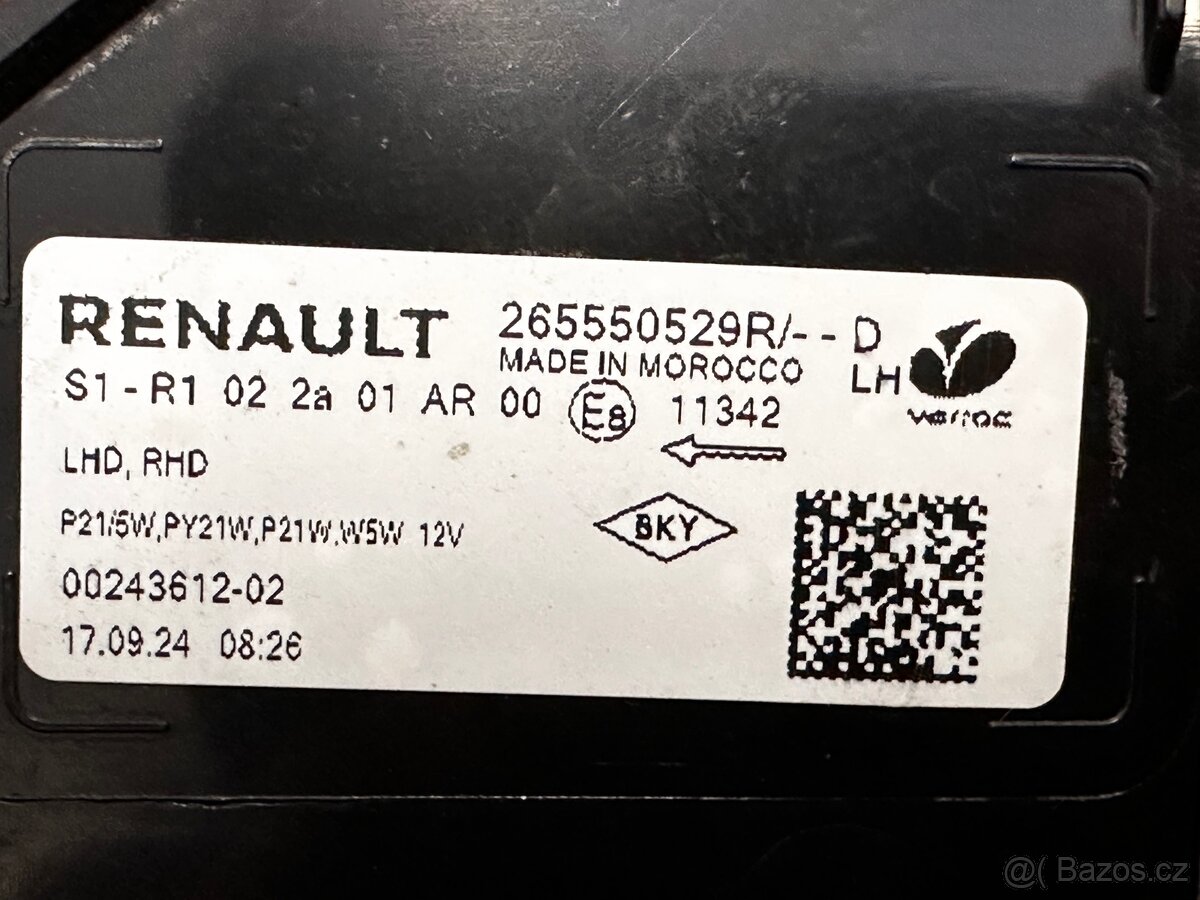 RENAULT 265550529R/-- D
MADE IN MOROCCO LH
varroc
S1 - R1 02 2a 01 AR 00 E8 11342
LHD, RHD
P21/5W,PY21W,P21W,W5W 12V
BKY
00243612-02
17.09.24 08:26
@( Bazos.cz